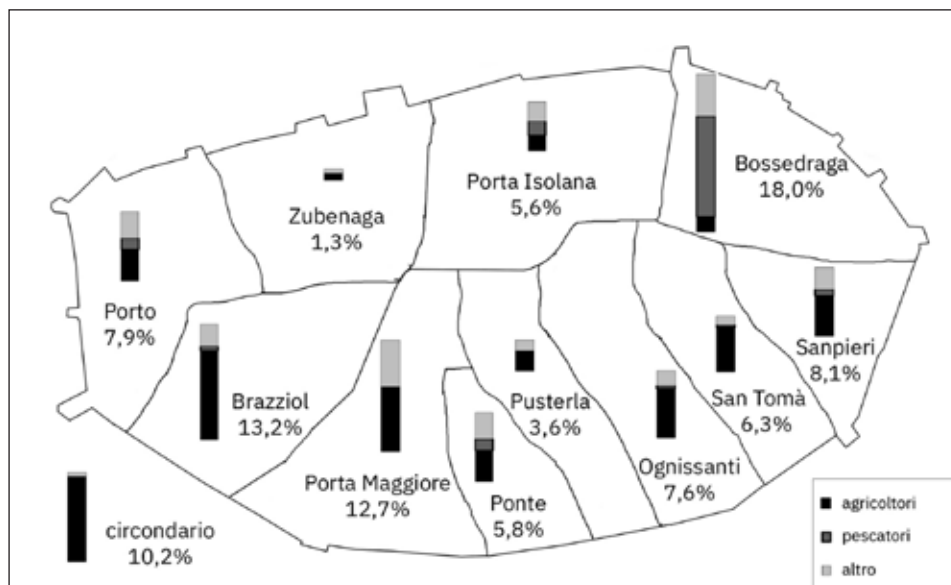 Bossedraga
18,0%
Porta Isolana
5,6%
Zubenaga
1,3%
Porto
7,9%
Sanpieri
8,1%
San Tomà
6,3%
Brazziol
13,2%
Pusterla
3,6%
Ognissanti
7,6%
Porta Maggiore
12,7%
Ponte
5,8%
circondario
10,2%
agricoltori
pescatori
altro